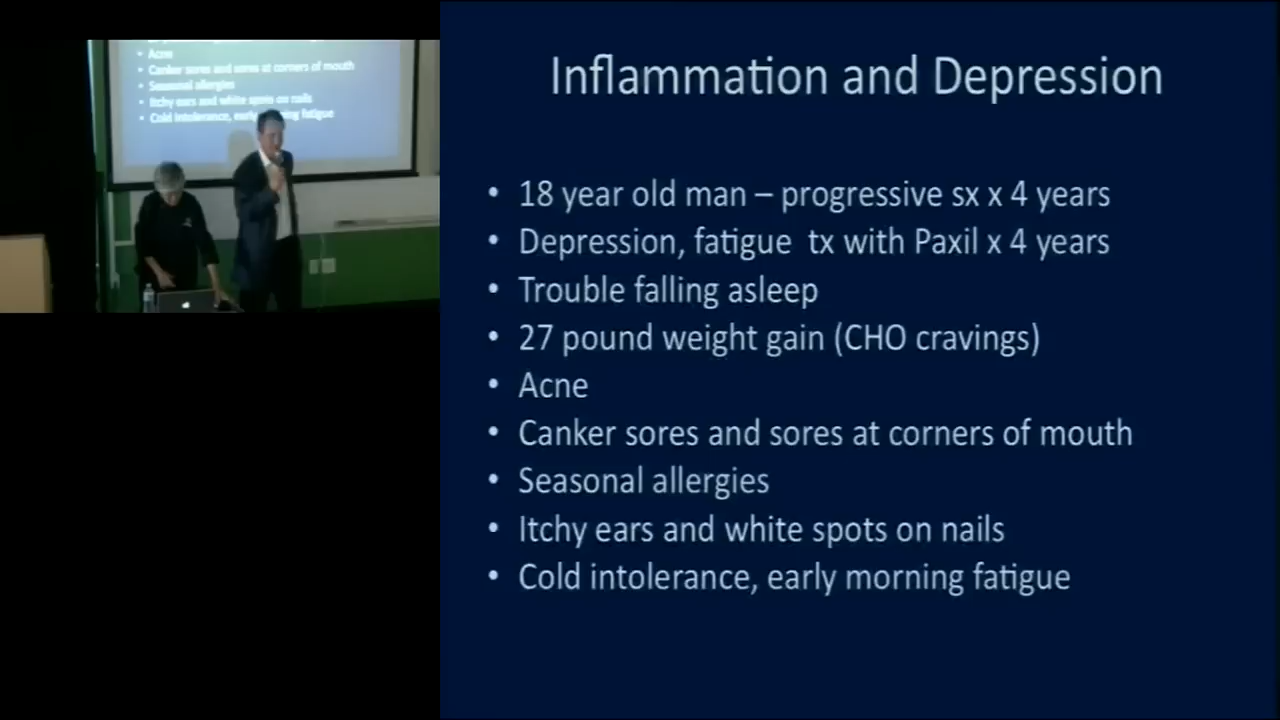 Inflammation and Depression
• 18 year old man – progressive sx x 4 years
• Depression, fatigue tx with Paxil x 4 years
• Trouble falling asleep
• 27 pound weight gain (CHO cravings)
• Acne
• Canker sores and sores at corners of mouth
• Seasonal allergies
• Itchy ears and white spots on nails
• Cold intolerance, early morning fatigue
• Acne
• Canker sores and sores at corners of mouth
• Seasonal allergies
• Itchy ears and white spots on nails
• Cold intolerance, fatigue